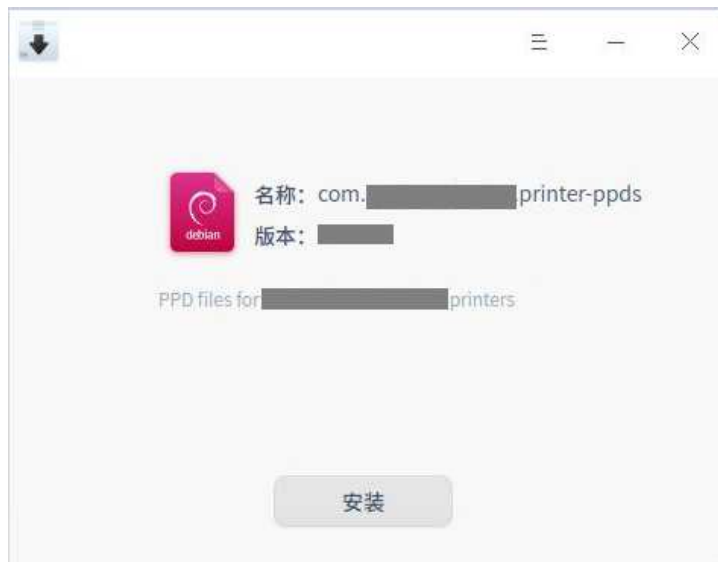 名称：com. printer-ppds
debian
版本：
PPD files for printers
安装